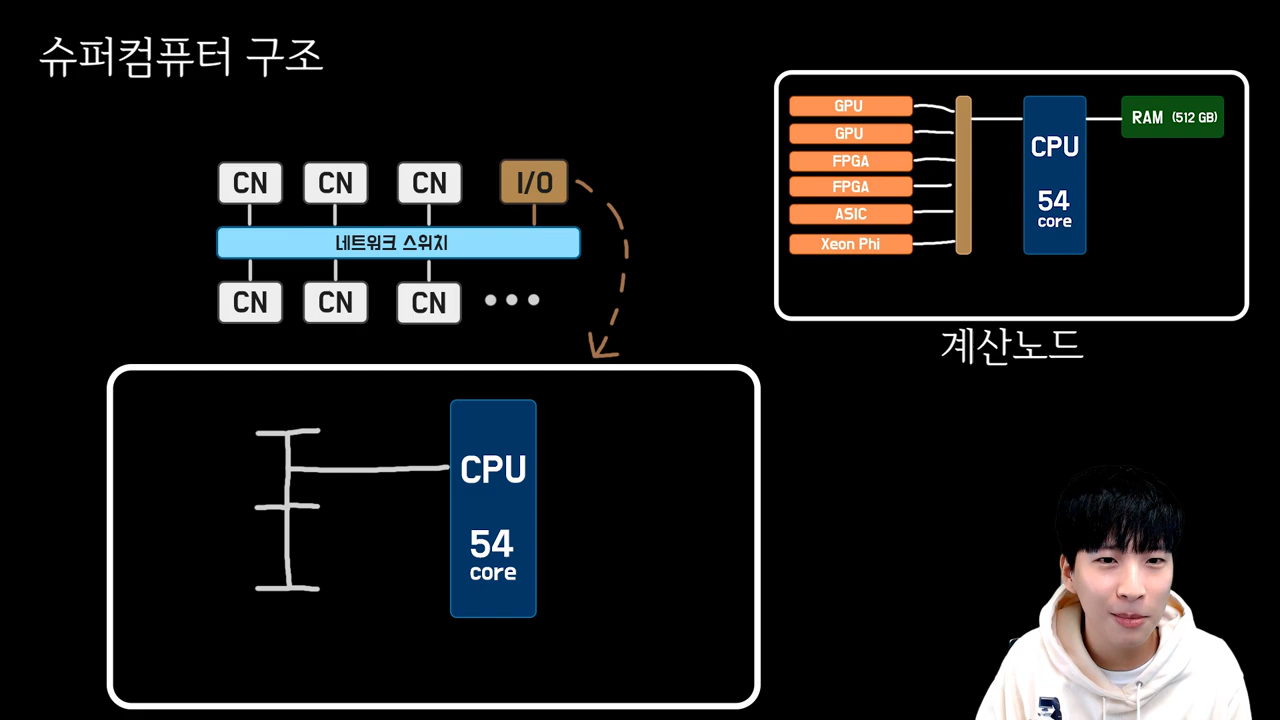 슈퍼컴퓨터 구조
CN CN CN I/O
네트워크 스위치
CN CN CN
CPU
54
core
GPU
GPU
FPGA
FPGA
ASIC
Xeon Phi
CPU
54
core
RAM (512 GB)
계산노드